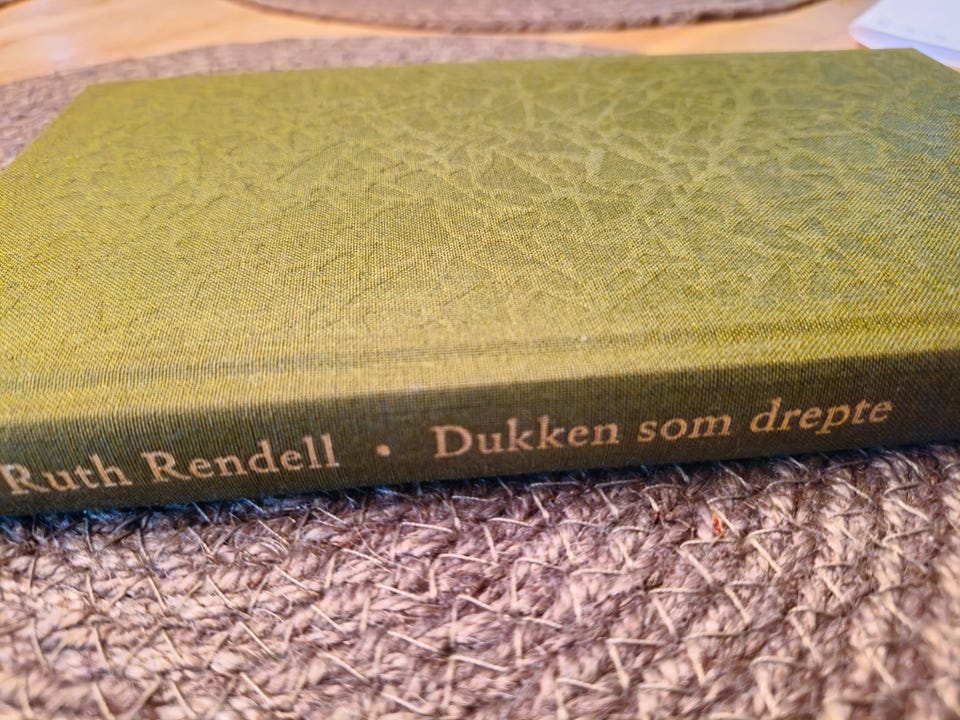 Ruth Rendell • Dukken som drepte